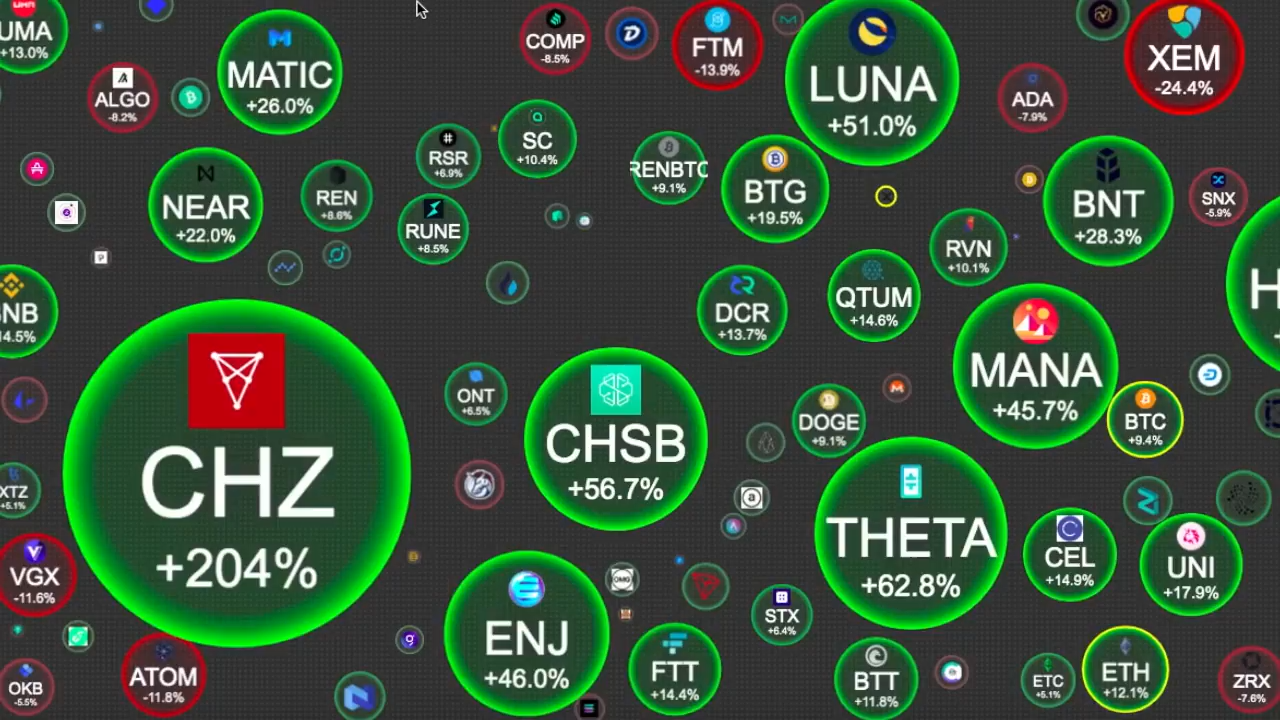 UMA
+13.0%
MATIC
+26.0%
COMP
-8.5%
FTM
-13.9%
LUNA
+51.0%
XEM
-24.4%
ALGO
-8.2%
ADA
-7.9%
SC
+10.4%
RSR
+6.9%
RENBTC
+9.1%
BTG
+19.5%
BNT
+28.3%
SNX
-5.9%
NEAR
+22.0%
REN
+8.6%
RUNE
+8.5%
RVN
+10.1%
P
H
NB
4.5%
DCR
+13.7%
QTUM
+14.6%
MANA
+45.7%
ONT
+6.5%
CHSB
+56.7%
DOGE
+9.1%
BTC
+9.4%
CHZ
+204%
XTZ
+5.1%
THETA
+62.8%
CEL
+14.9%
UNI
+17.9%
VGX
-11.6%
OMG
ENJ
+46.0%
STX
+6.4%
FTT
+14.4%
BTT
+11.8%
ETC
+5.1%
ETH
+12.1%
ZRX
-7.6%
OKB
-5.5%
ATOM
-11.8%